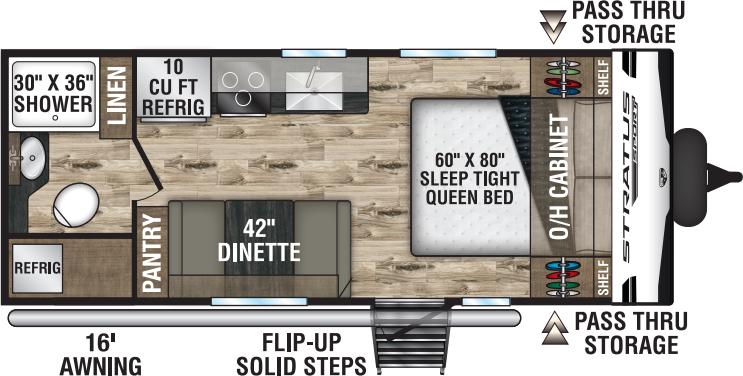 PASS THRU
STORAGE
30" X 36"
SHOWER
LINEN
10
CU FT
REFRIG
SHELF
60" X 80"
SLEEP TIGHT
QUEEN BED
O/H CABINET
STRATUS
SPORT
42"
DINETTE
PANTRY
REFRIG
SHELF
16'
AWNING
FLIP-UP
SOLID STEPS
PASS THRU
STORAGE